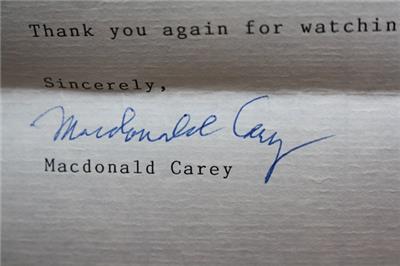 Thank you again for watchin
Sincerely,
Macdonald Carey
Macdonald Carey